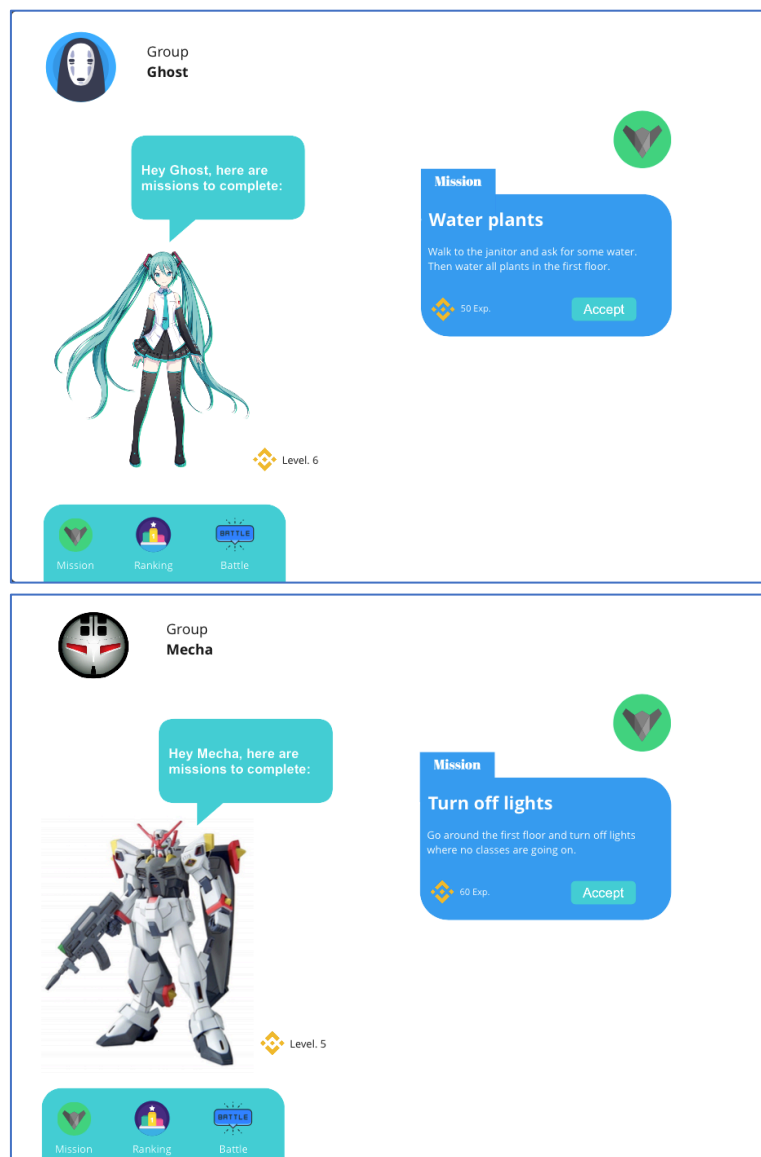 Group
Ghost
Hey Ghost, here are
missions to complete:
Mission
Water plants
Walk to the janitor and ask for some water.
Then water all plants in the first floor.
50 Exp.
Accept
Level. 6
BATTLE
Mission
Ranking
Battle
Group
Mecha
Hey Mecha, here are
missions to complete:
Mission
Turn off lights
Go around the first floor and turn off lights
where no classes are going on.
60 Exp.
Accept
Level. 5
BATTLE
Mission
Ranking
Battle